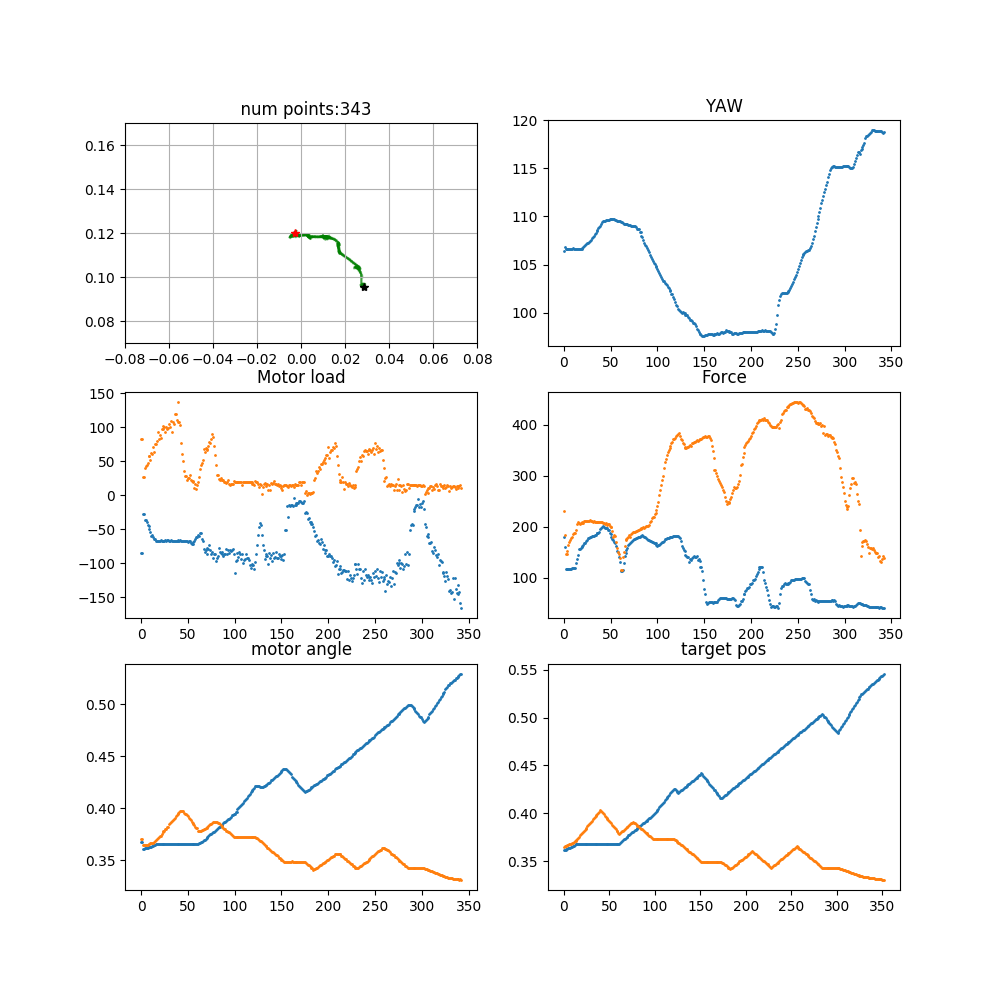 num points:343
0.16
0.14
0.12
0.10
0.08
−0.08 −0.06 −0.04 −0.02 0.00 0.02 0.04 0.06 0.08
YAW
120
115
110
105
100
0 50 100 150 200 250 300 350
Motor load
150
100
50
0
−50
−100
−150
0 50 100 150 200 250 300 350
Force
400
300
200
100
0 50 100 150 200 250 300 350
motor angle
0.50
0.45
0.40
0.35
0 50 100 150 200 250 300 350
target pos
0.55
0.50
0.45
0.40
0.35
0 50 100 150 200 250 300 350